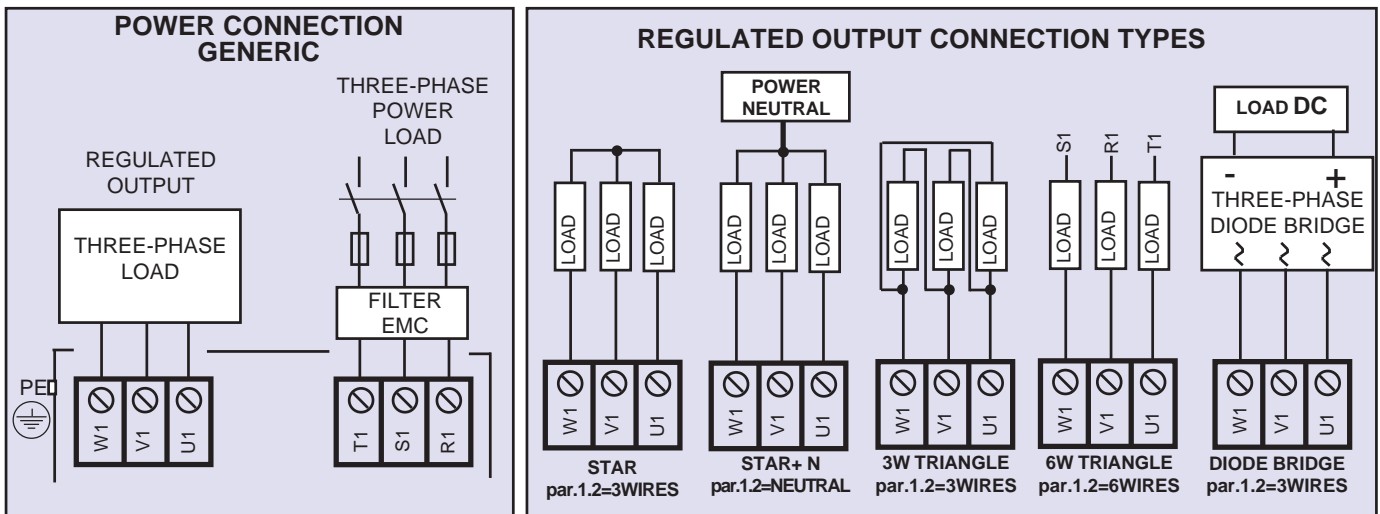 POWER CONNECTION
GENERIC
THREE-PHASE
POWER
LOAD
REGULATED
OUTPUT
THREE-PHASE
LOAD
FILTER
EMC
PE
W1
V1
U1
T1
S1
R1
REGULATED OUTPUT CONNECTION TYPES
LOAD
LOAD
LOAD
W1
V1
U1
STAR
par.1.2=3WIRES
POWER
NEUTRAL
LOAD
LOAD
LOAD
W1
V1
U1
STAR+ N
par.1.2=NEUTRAL
LOAD
LOAD
LOAD
W1
V1
U1
3W TRIANGLE
par.1.2=3WIRES
S1
R1
T1
LOAD
LOAD
LOAD
W1
V1
U1
6W TRIANGLE
par.1.2=6WIRES
LOAD DC
- +
THREE-PHASE
DIODE BRIDGE
W1
V1
U1
DIODE BRIDGE
par.1.2=3WIRES